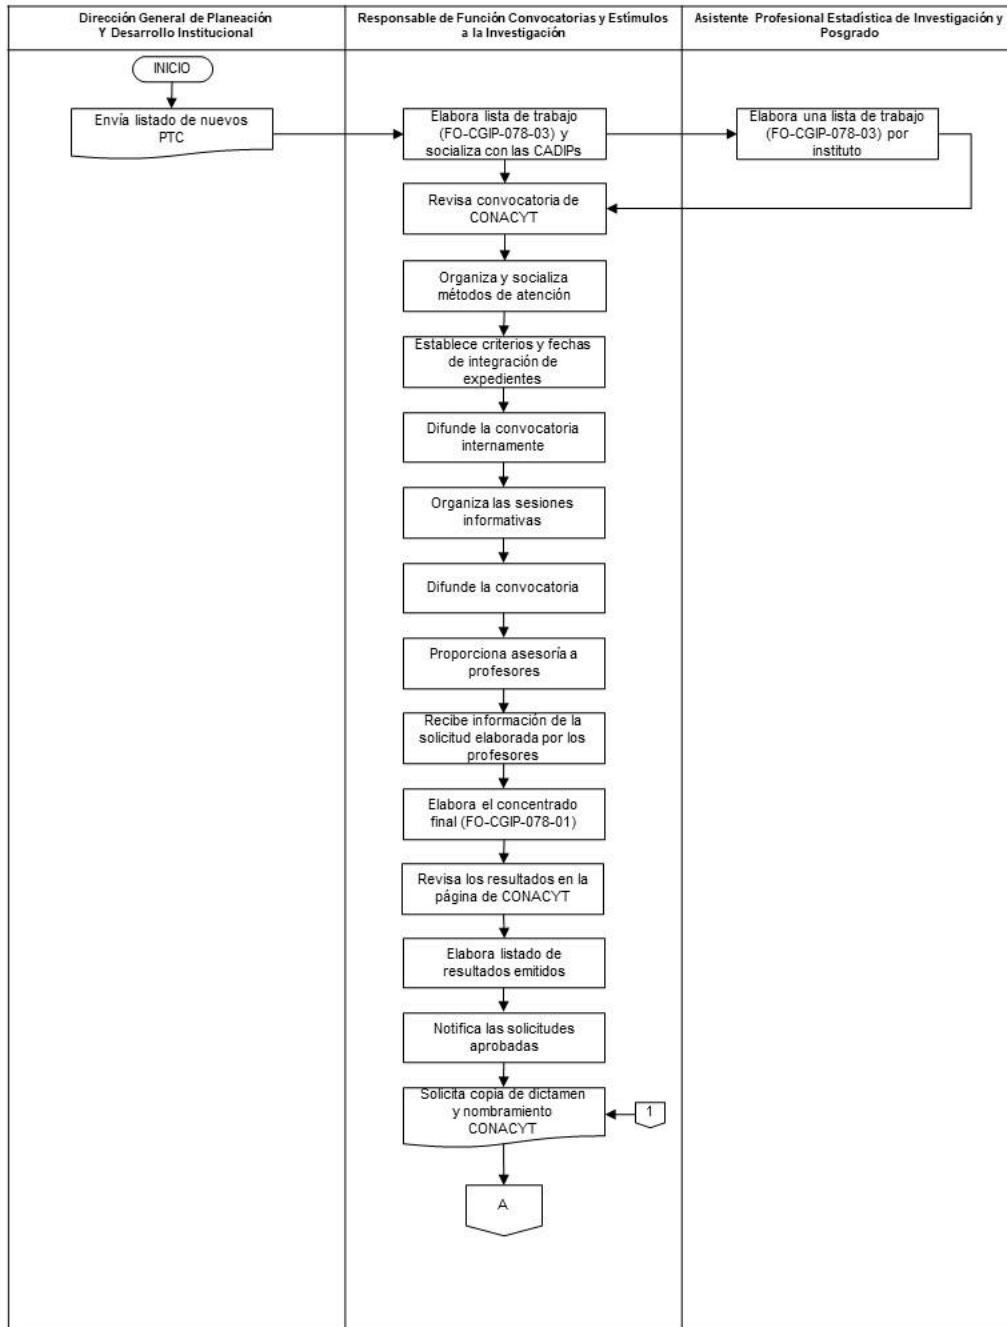 Dirección General de Planeación
Y Desarrollo Institucional
Responsable de Función Convocatorias y Estímulos
a la Investigación
Asistente Profesional Estadística de Investigación y
Posgrado
INICIO
Envía listado de nuevos
PTC
Elabora lista de trabajo
(FO-CGIP-078-03) y
socializa con las CADIPs
Elabora una lista de trabajo
(FO-CGIP-078-03) por
instituto
Revisa convocatoria de
CONACYT
Organiza y socializa
métodos de atención
Establece criterios y fechas
de integración de
expedientes
Difunde la convocatoria
internamente
Organiza las sesiones
informativas
Difunde la convocatoria
Proporciona asesoría a
profesores
Recibe información de la
solicitud elaborada por los
profesores
Elabora el concentrado
final (FO-CGIP-078-01)
Revisa los resultados en la
página de CONACYT
Elabora listado de
resultados emitidos
Notifica las solicitudes
aprobadas
Solicita copia de dictamen
y nombramiento
CONACYT
1
A